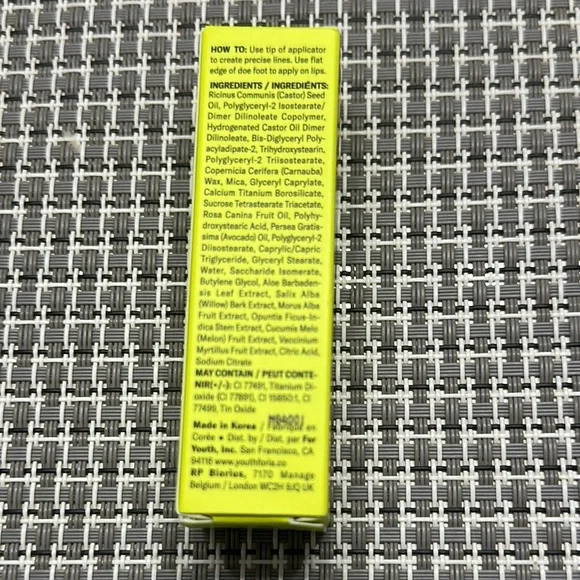 HOW TO: Use tip of applicator
to create precise lines. Use flat
edge of doe foot to apply on lips.
INGREDIENTS / INGREDIÉNTS:
Ricinus Communis (Castor) Seed
Oil, Polyglyceryl-2 Isostearate/
Dimer Dilinoleate Copolymer,
Hydrogenated Castor Oil Dimer
Dilinoleate, Bis-Diglyceryl Poly-
acyladipate-2, Trihydroxystearin,
Polyglyceryl-2 Triisostearate,
Copernicia Cerifera (Carnauba)
Wax, Mica, Glyceryl Caprylate,
Calcium Titanium Borosilicate,
Sucrose Tetrastearate Triacetate,
Rosa Canina Fruit Oil, Polyhy-
droxystearic Acid, Persea Gratis-
sima (Avocado) Oil, Polyglyceryl-2
Diisostearate, Caprylic/Capric
Triglyceride, Glyceryl Stearate,
Water, Saccharide Isomerate,
Butylene Glycol, Aloe Barbaden-
sis Leaf Extract, Salix Alba
(Willow) Bark Extract, Morus Alba
Fruit Extract, Opuntia Ficus-In-
dica Stem Extract, Cucumis Melo
(Melon) Fruit Extract, Vaccinium
Myrtillus Fruit Extract, Citric Acid,
Sodium Citrate
MAY CONTAIN / PEUT CONTE-
NIR(+/-): CI 77491, Titanium Di-
oxide (CI 77891), CI 15850:1, CI
77499, Tin Oxide
Made in Korea / Fabriqué en
Corée • Dist. by / Dist. par For
Youth, Inc. San Francisco, CA
94116 www.youthforia.co
RP Biorius, 7170 Manage
Belgium / London WC2H 9JQ UK